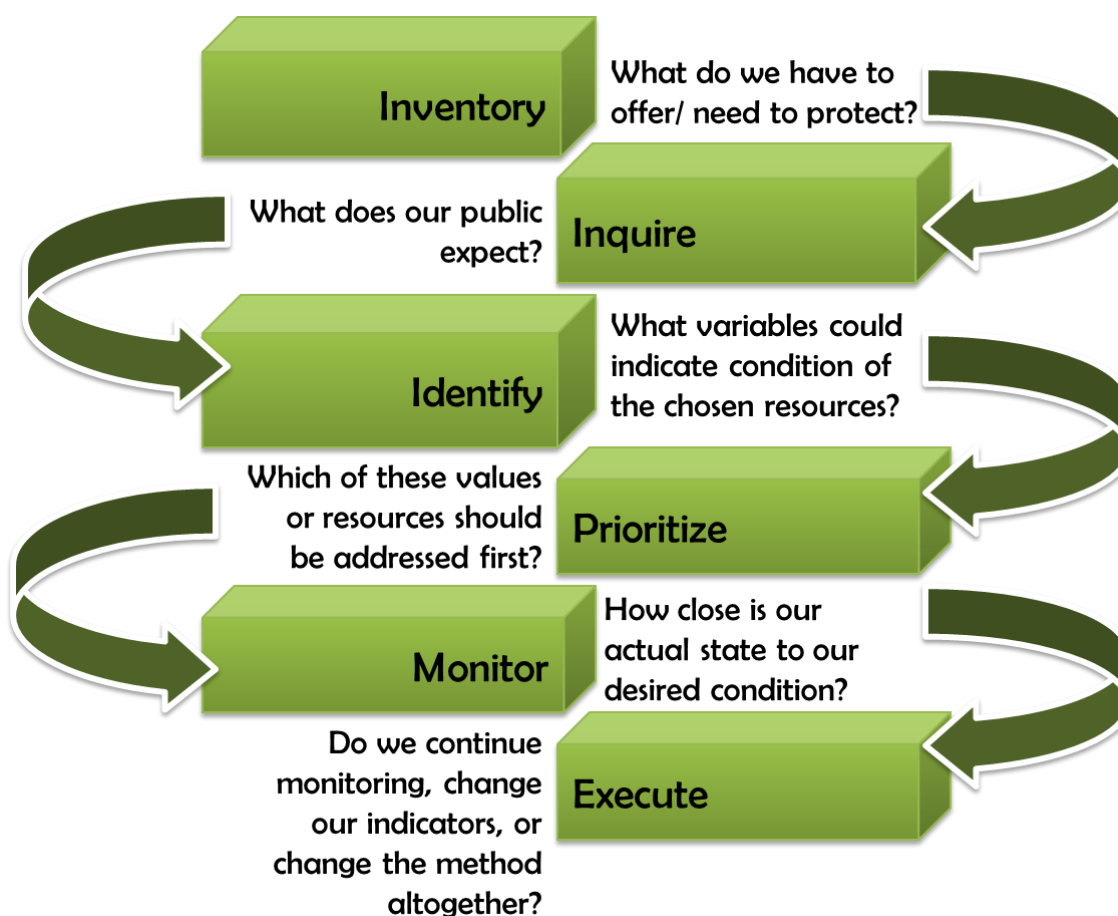 Inventory
What do we have to
offer/ need to protect?
Inquire
What does our public
expect?
Identify
What variables could
indicate condition of
the chosen resources?
Prioritize
Which of these values
or resources should
be addressed first?
Monitor
How close is our
actual state to our
desired condition?
Execute
Do we continue
monitoring, change
our indicators, or
change the method
altogether?